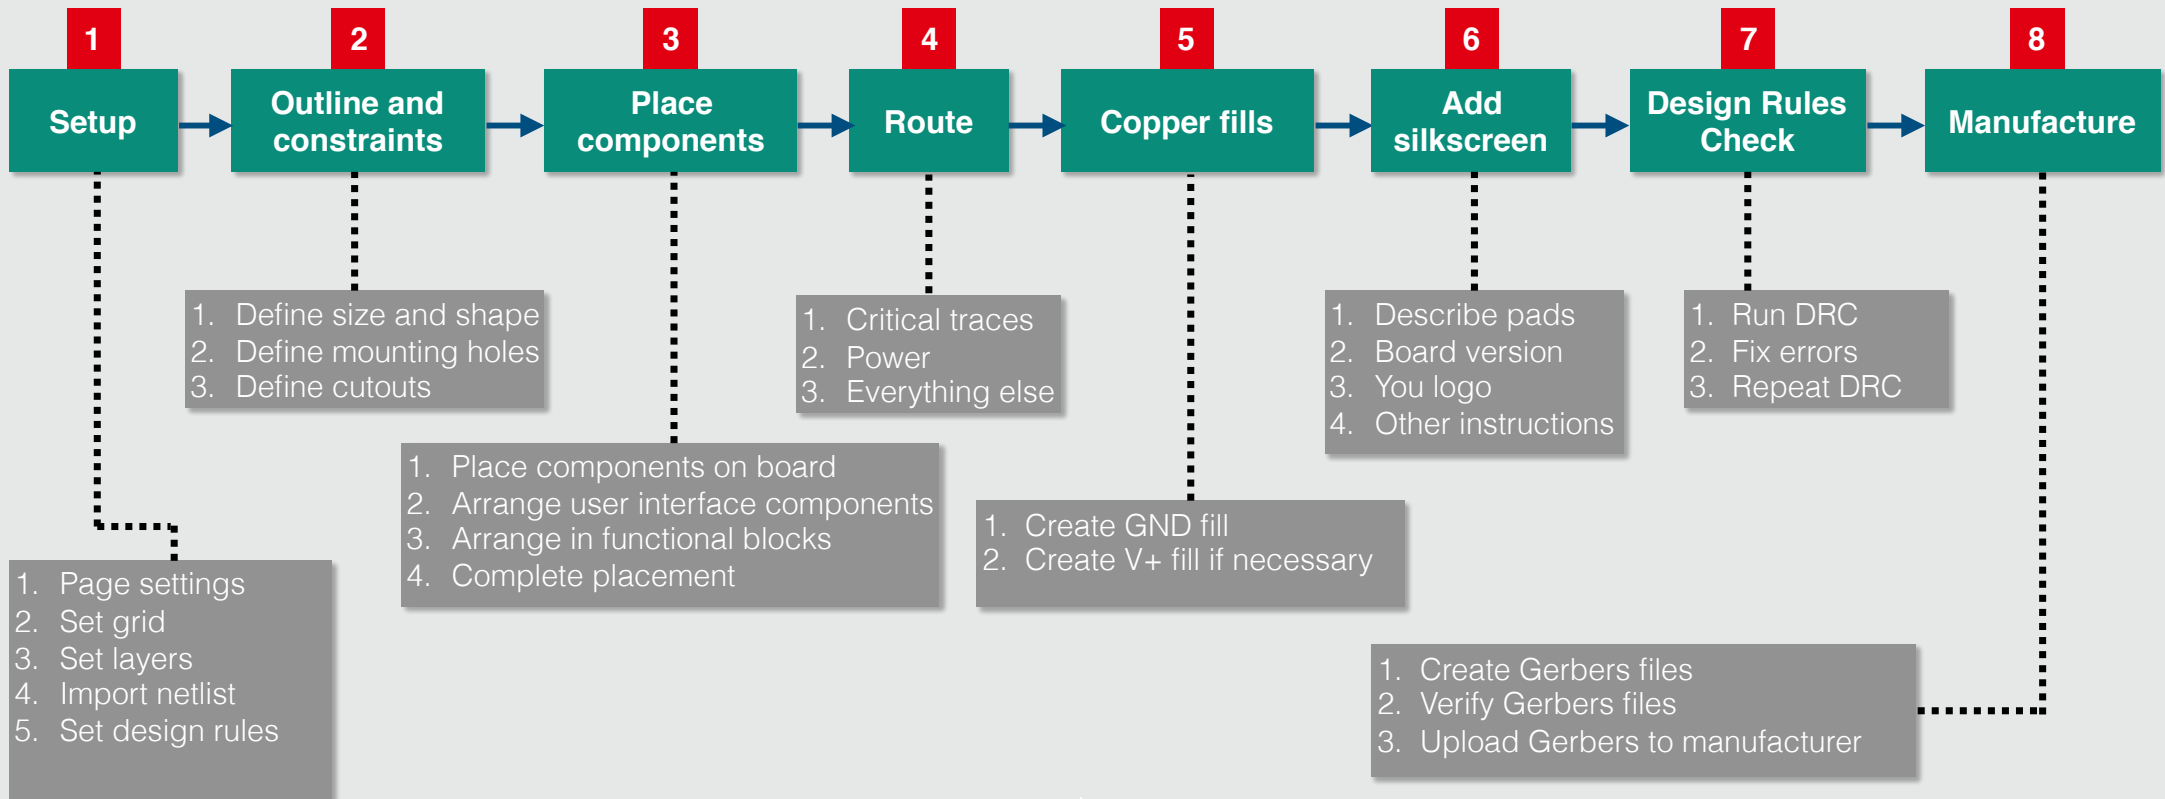 1
Setup
2
Outline and
constraints
3
Place
components
4
Route
5
Copper fills
6
Add
silkscreen
7
Design Rules
Check
8
Manufacture
1. Page settings
2. Set grid
3. Set layers
4. Import netlist
5. Set design rules
1. Define size and shape
2. Define mounting holes
3. Define cutouts
1. Place components on board
2. Arrange user interface components
3. Arrange in functional blocks
4. Complete placement
1. Critical traces
2. Power
3. Everything else
1. Create GND fill
2. Create V+ fill if necessary
1. Describe pads
2. Board version
3. You logo
4. Other instructions
1. Run DRC
2. Fix errors
3. Repeat DRC
1. Create Gerbers files
2. Verify Gerbers files
3. Upload Gerbers to manufacturer